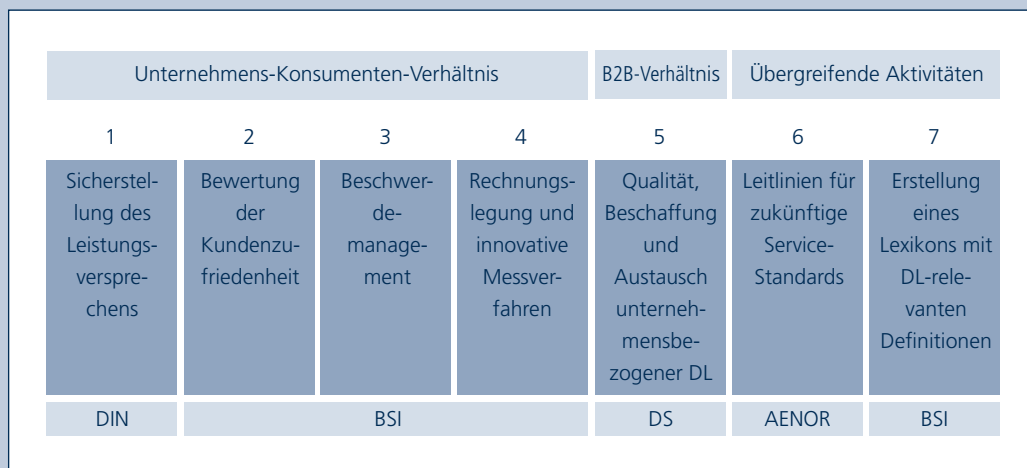 Unternehmens-Konsumenten-Verhältnis
B2B-Verhältnis
Übergreifende Aktivitäten
1
2
3
4
5
6
7
Sicherstel-
lung des
Leistungs-
verspre-
chens
Bewertung
der
Kundenzu-
friedenheit
Beschwer-
de-
manage-
ment
Rechnungs-
legung und
innovative
Messver-
fahren
Qualität,
Beschaffung
und
Austausch
unterneh-
mensbe-
zogener DL
Leitlinien für
zukünftige
Service-
Standards
Erstellung
eines
Lexikons mit
DL-rele-
vanten
Definitionen
DIN
BSI
DS
AENOR
BSI